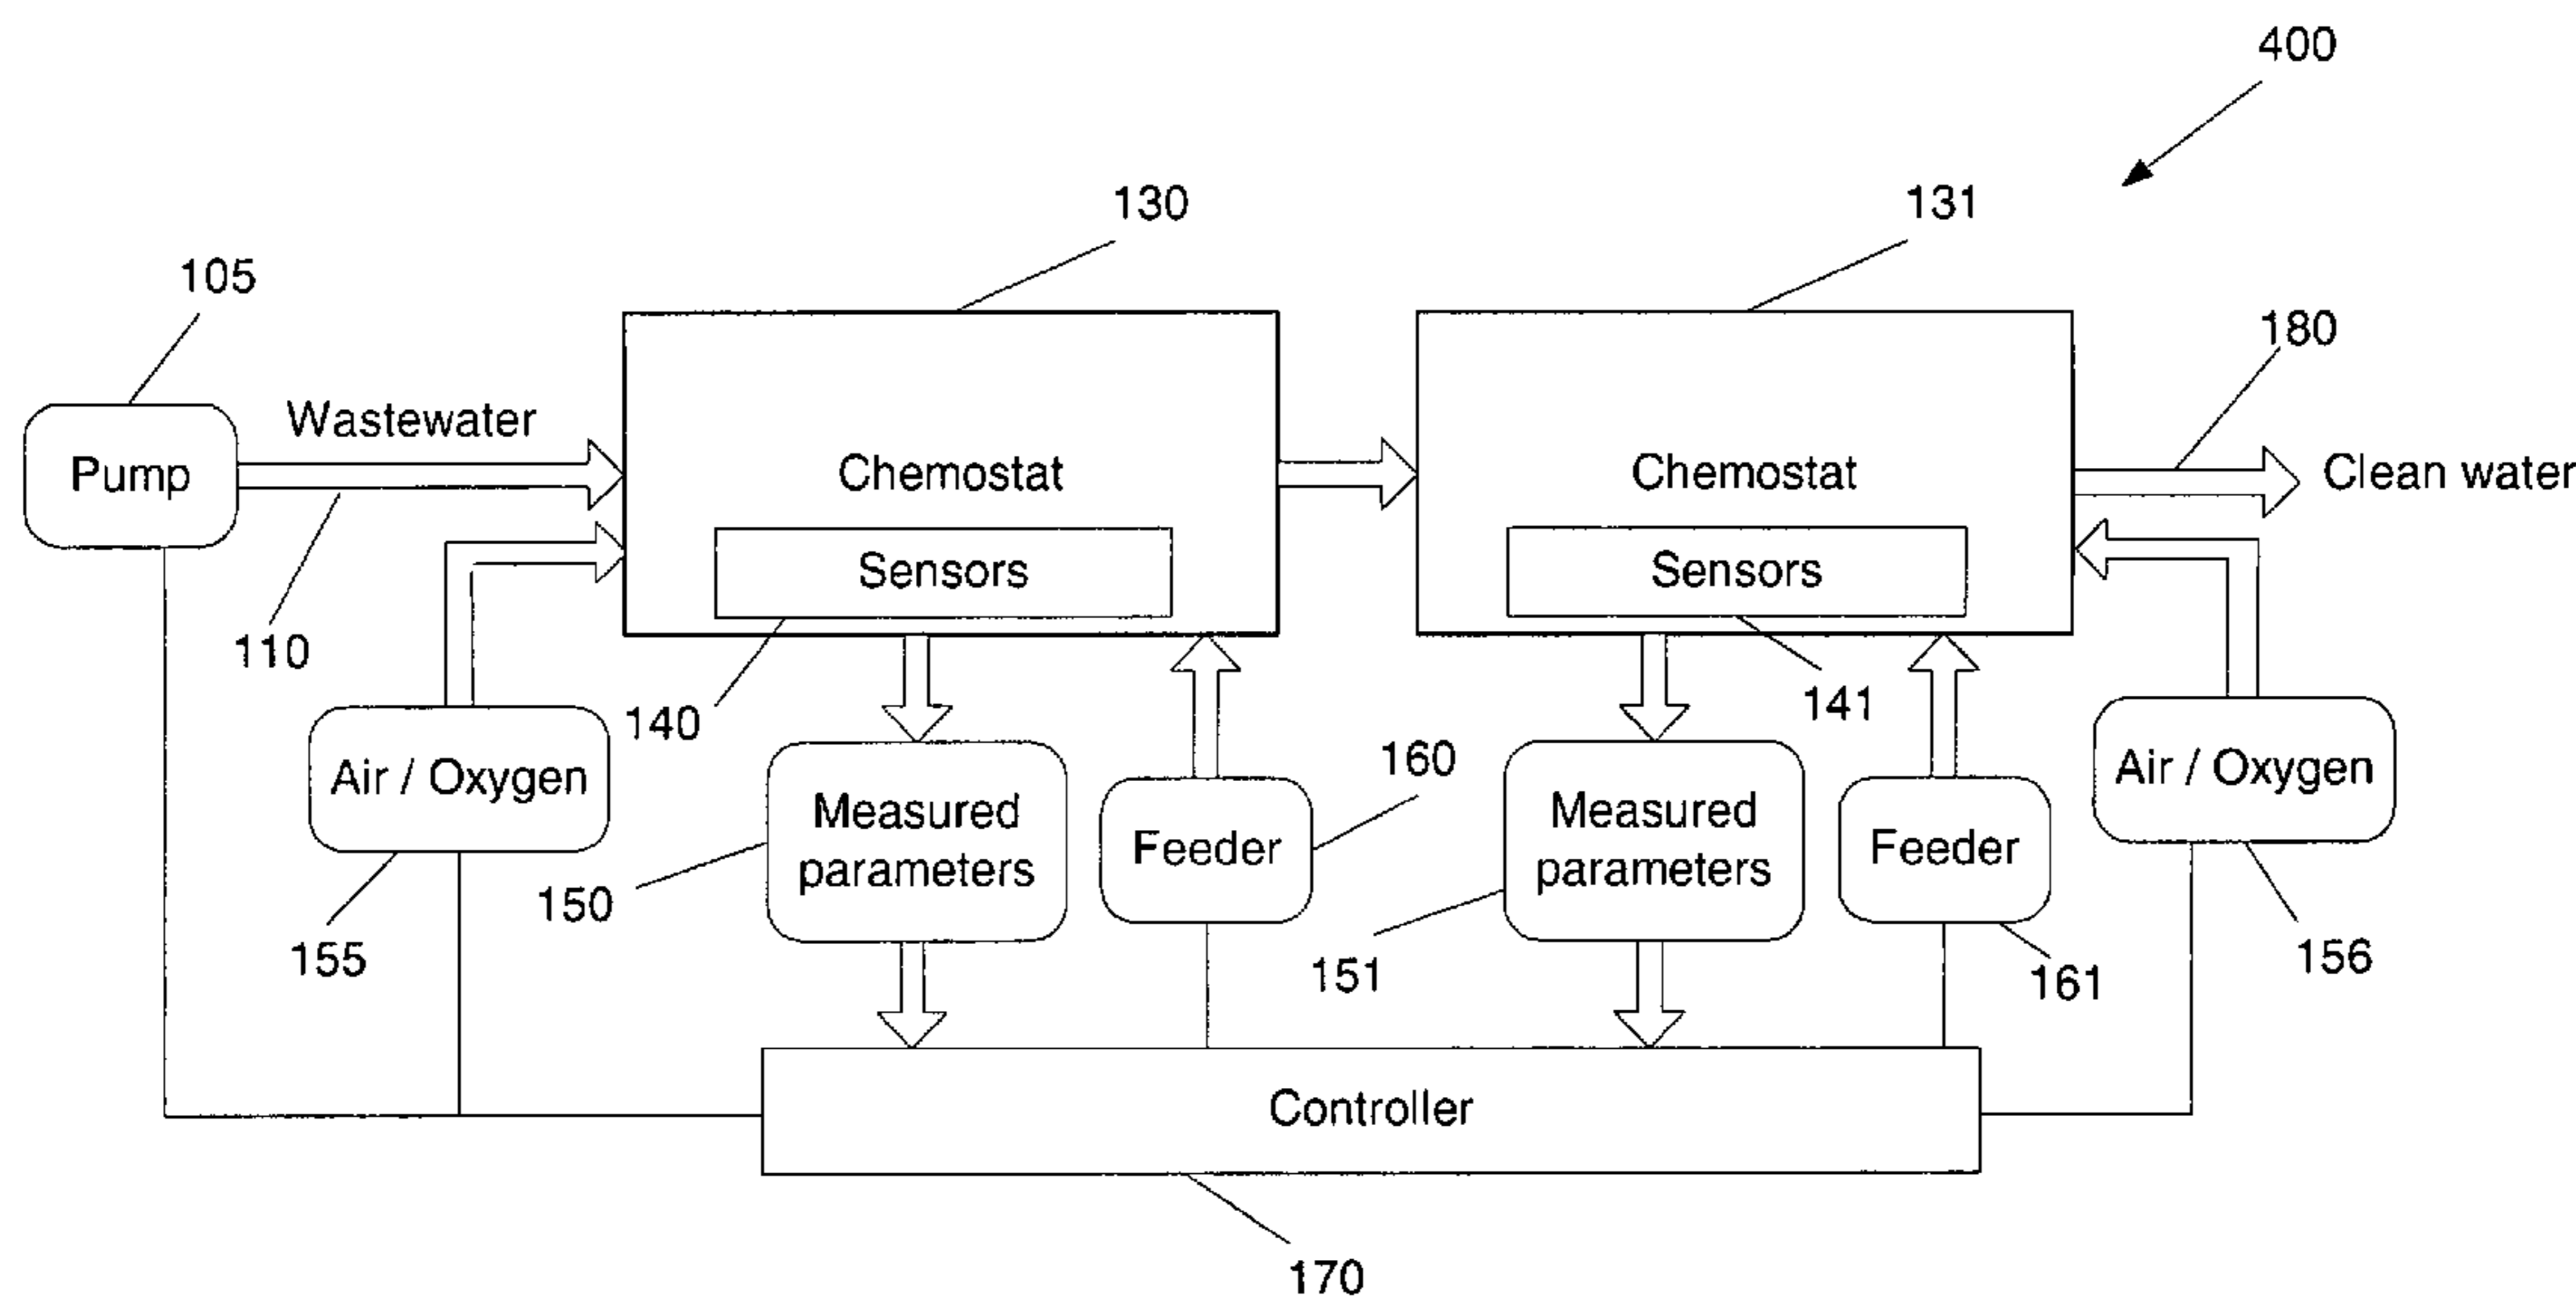 400
130
131
105
180
Wastewater
Pump
Chemostat
Chemostat
Clean water
Sensors
Sensors
110
140
141
Air / Oxygen
160
Air / Oxygen
Measured
parameters
Feeder
Measured
parameters
Feeder
150
155
151
161
156
Controller
170